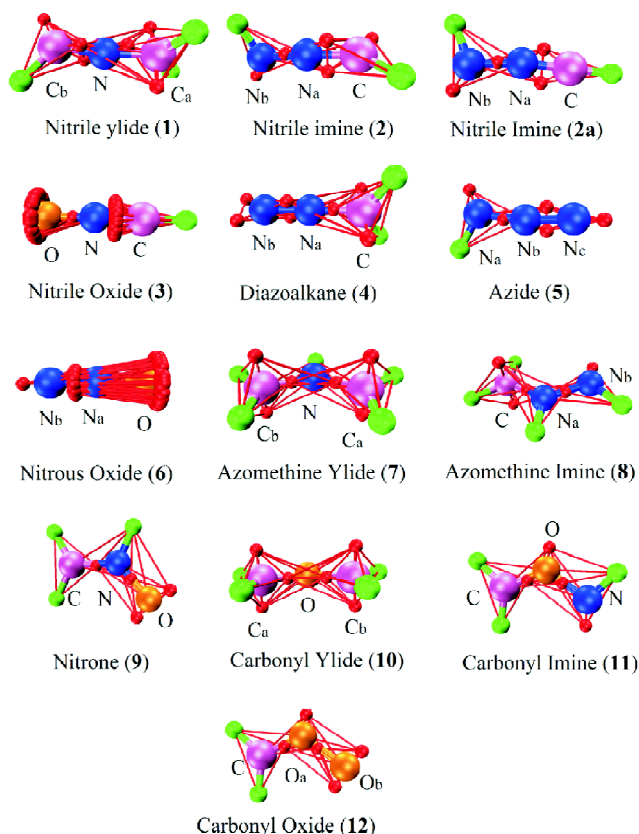 Cb N Ca
Nitrile ylide (1)
Nb Na C
Nitrile imine (2)
Nb Na C
Nitrile Imine (2a)
O N C
Nitrile Oxide (3)
Nb Na C
Diazoalkane (4)
Na Nb Nc
Azide (5)
Nb Na O
Nitrous Oxide (6)
Cb N Ca
Azomethine Ylide (7)
C Na Nb
Azomethine Imine (8)
C N O
Nitrone (9)
Ca O Cb
Carbonyl Ylide (10)
O
C N
Carbonyl Imine (11)
C Oa Ob
Carbonyl Oxide (12)